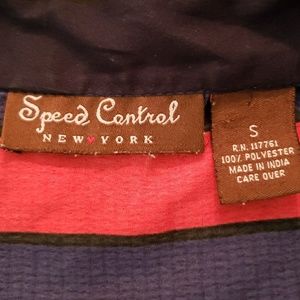 Speed Control
NEW♥YORK
S
R.N. 117761
100% POLYESTER
MADE IN INDIA
CARE OVER